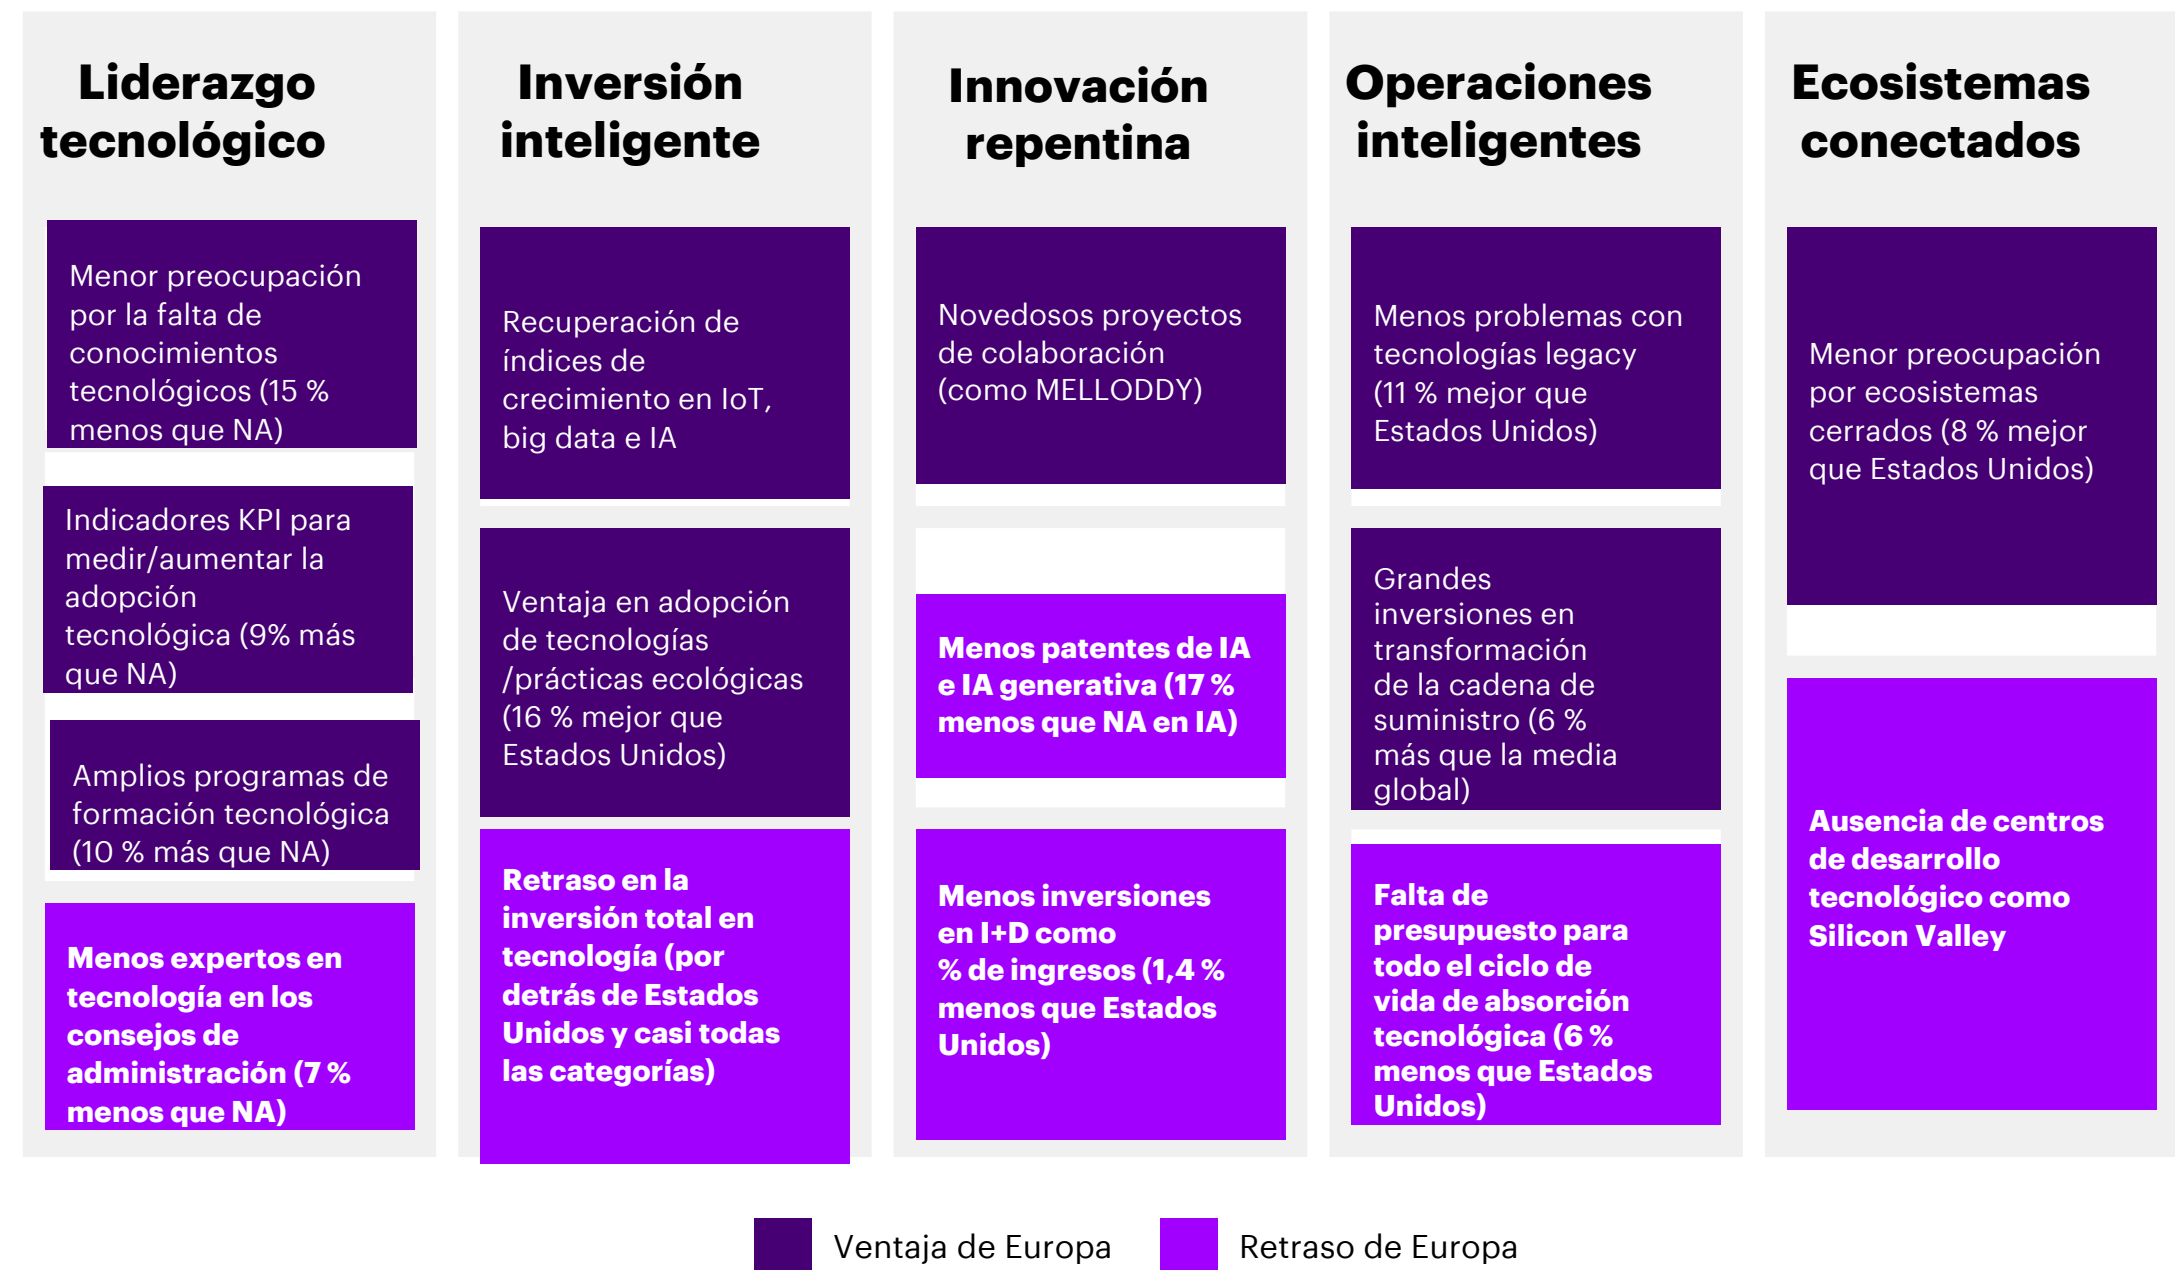 Liderazgo
tecnológico
Menor preocupación
por la falta de
conocimientos
tecnológicos (15 %
menos que NA)
Indicadores KPI para
medir/aumentar la
adopción
tecnológica (9% más
que NA)
Amplios programas de
formación tecnológica
(10 % más que NA)
Menos expertos en
tecnología en los
consejos de
administración (7 %
menos que NA)
Inversión
inteligente
Recuperación de
índices de
crecimiento en IoT,
big data e IA
Ventaja en adopción
de tecnologías
/prácticas ecológicas
(16 % mejor que
Estados Unidos)
Retraso en la
inversión total en
tecnología (por
detrás de Estados
Unidos y casi todas
las categorías)
Innovación
repentina
Novedosos proyectos
de colaboración
(como MELLODDY)
Menos patentes de IA
e IA generativa (17 %
menos que NA en IA)
Menos inversiones
en I+D como
% de ingresos (1,4 %
menos que Estados
Unidos)
Operaciones
inteligentes
Menos problemas con
tecnologías legacy
(11 % mejor que
Estados Unidos)
Grandes
inversiones en
transformación
de la cadena de
suministro (6 %
más que la media
global)
Falta de
presupuesto para
todo el ciclo de
vida de absorción
tecnológica (6 %
menos que Estados
Unidos)
Ecosistemas
conectados
Menor preocupación
por ecosistemas
cerrados (8 % mejor
que Estados Unidos)
Ausencia de centros
de desarrollo
tecnológico como
Silicon Valley
Ventaja de Europa
Retraso de Europa